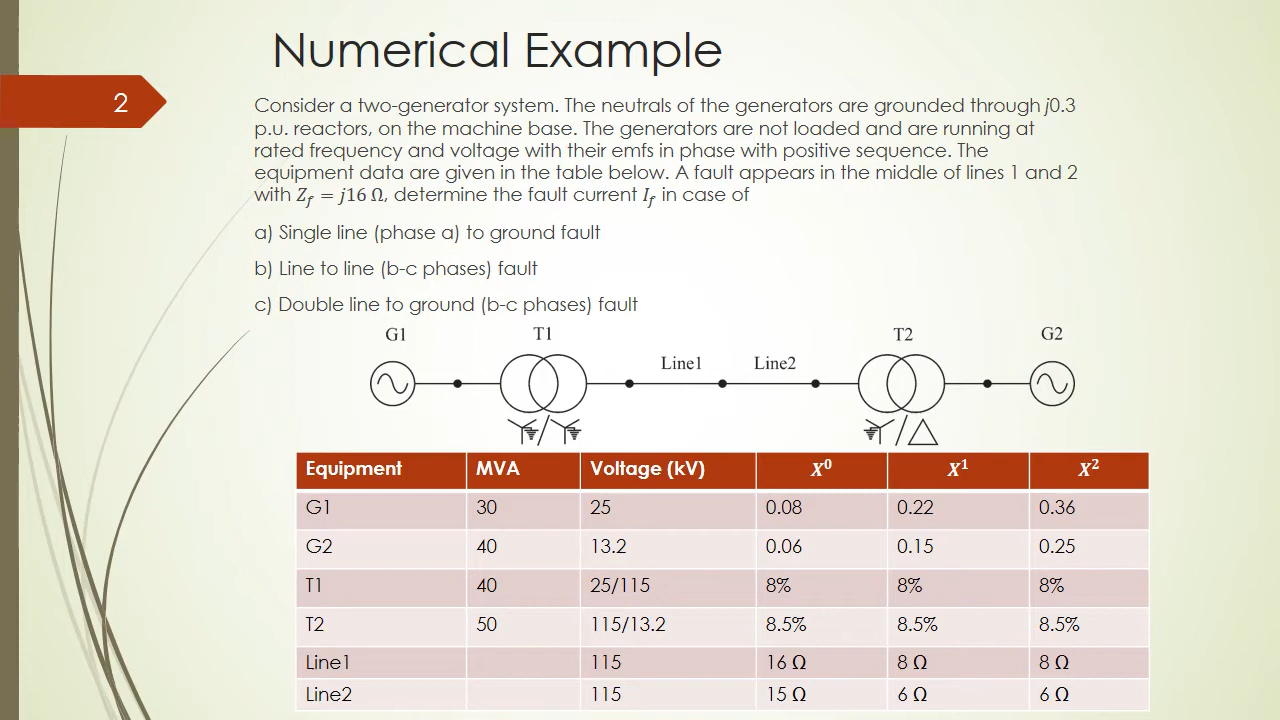 Numerical Example
2
Consider a two-generator system. The neutrals of the generators are grounded through j0.3
p.u. reactors, on the machine base. The generators are not loaded and are running at
rated frequency and voltage with their emfs in phase with positive sequence. The
equipment data are given in the table below. A fault appears in the middle of lines 1 and 2
with Z_f = j16 Ω, determine the fault current I_f in case of
a) Single line (phase a) to ground fault
b) Line to line (b-c phases) fault
c) Double line to ground (b-c phases) fault
G1 T1 Line1 Line2 T2 G2
Equipment MVA Voltage (kV) X⁰ X¹ X²
G1 30 25 0.08 0.22 0.36
G2 40 13.2 0.06 0.15 0.25
T1 40 25/115 8% 8% 8%
T2 50 115/13.2 8.5% 8.5% 8.5%
Line1 115 16 Ω 8 Ω 8 Ω
Line2 115 15 Ω 6 Ω 6 Ω